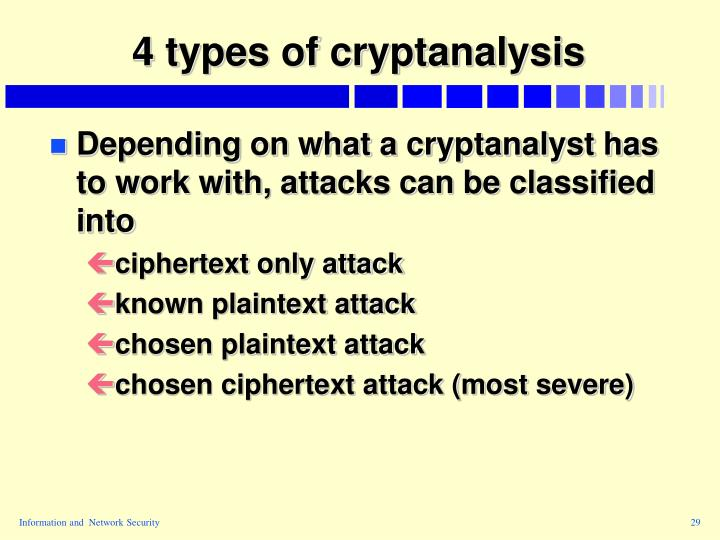 4 types of cryptanalysis
Depending on what a cryptanalyst has
to work with, attacks can be classified
into
ciphertext only attack
known plaintext attack
chosen plaintext attack
chosen ciphertext attack (most severe)
Information and Network Security
29